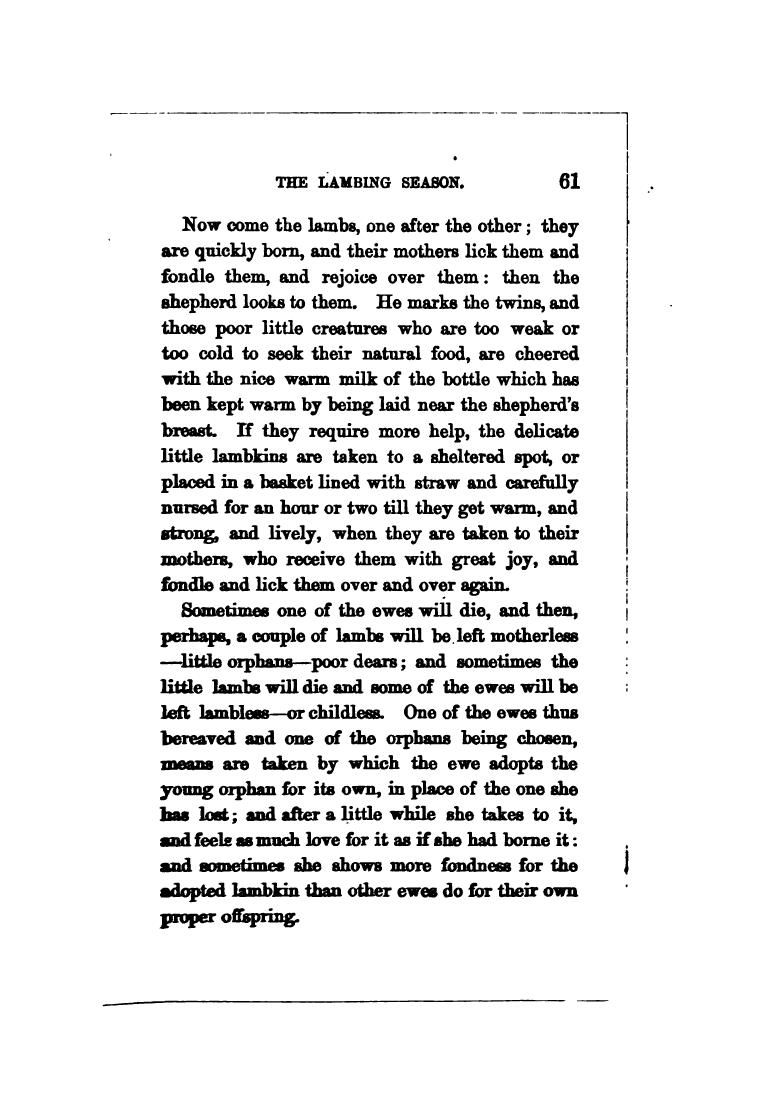 THE LAMBING SEASON. 61
Now come the lambs, one after the other; they
are quickly born, and their mothers lick them and
fondle them, and rejoice over them: then the
shepherd looks to them. He marks the twins, and
those poor little creatures who are too weak or
too cold to seek their natural food, are cheered
with the nice warm milk of the bottle which has
been kept warm by being laid near the shepherd's
breast. If they require more help, the delicate
little lambkins are taken to a sheltered spot, or
placed in a basket lined with straw and carefully
nursed for an hour or two till they get warm, and
strong, and lively, when they are taken to their
mothers, who receive them with great joy, and
fondle and lick them over and over again.
Sometimes one of the ewes will die, and then,
perhaps, a couple of lambs will be left motherless
—little orphans—poor dears; and sometimes the
little lambs will die and some of the ewes will be
left lambless—or childless. One of the ewes thus
bereaved and one of the orphans being chosen,
means are taken by which the ewe adopts the
young orphan for its own, in place of the one she
has lost; and after a little while she takes to it,
and feels as much love for it as if she had borne it:
and sometimes she shows more fondness for the
adopted lambkin than other ewes do for their own
proper offspring.